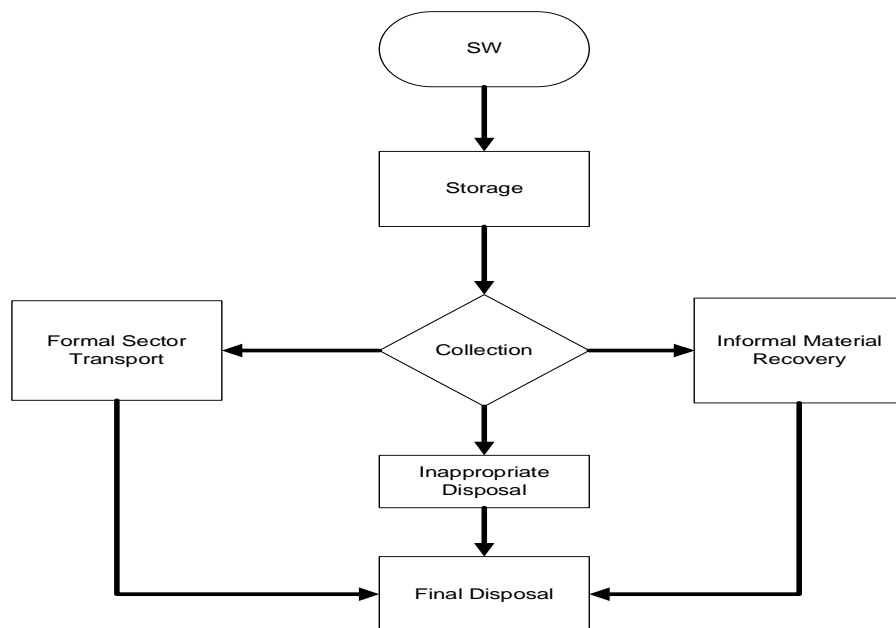 SW
Storage
Formal Sector
Transport
Collection
Informal Material
Recovery
Inappropriate
Disposal
Final Disposal